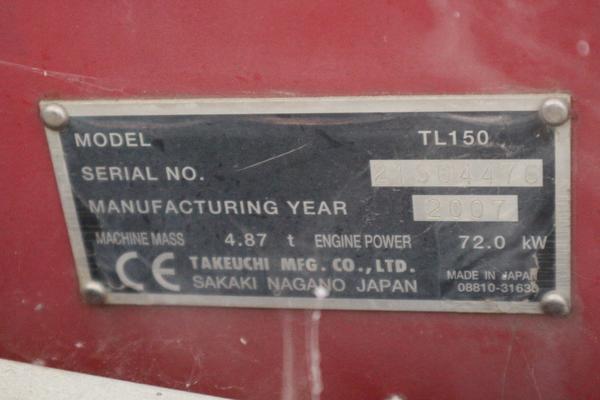 MODEL TL150
SERIAL NO. 21504476
MANUFACTURING YEAR 2007
MACHINE MASS 4.87 t ENGINE POWER 72.0 kW
CE TAKEUCHI MFG. CO.,LTD.
SAKAKI NAGANO JAPAN
MADE IN JAPAN
08810-31630